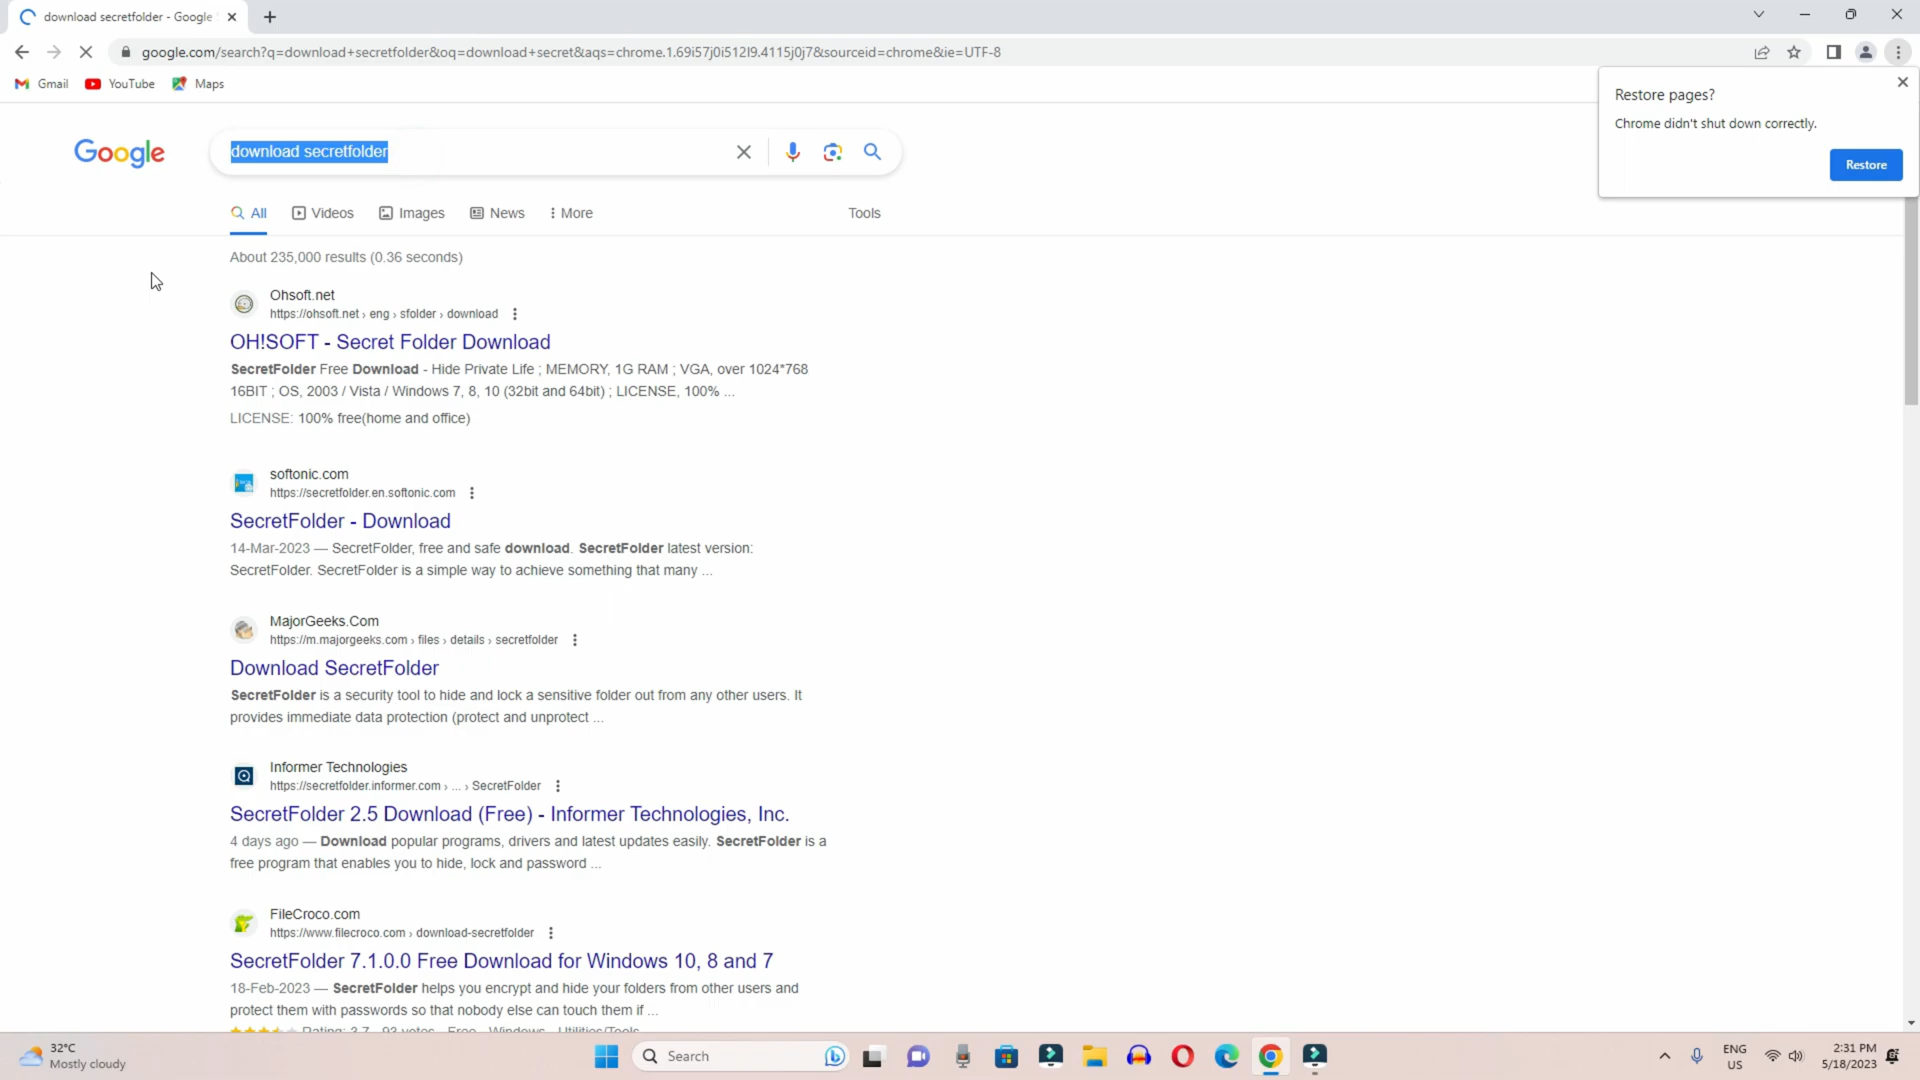 download secretfolder - Google
google.com/search?q=download+secretfolder&oq=download+secret&aqs=chrome.1.69i57j0i512l9.4115j0j7&sourceid=chrome&ie=UTF-8
Gmail
YouTube
Maps
Restore pages?
Chrome didn't shut down correctly.
Restore
Google
download secretfolder
All
Videos
Images
News
More
Tools
About 235,000 results (0.36 seconds)
Ohsoft.net
https://ohsoft.net › eng › sfolder › download
OH!SOFT - Secret Folder Download
SecretFolder Free Download - Hide Private Life ; MEMORY, 1G RAM ; VGA, over 1024*768
16BIT ; OS, 2003 / Vista / Windows 7, 8, 10 (32bit and 64bit) ; LICENSE, 100% ...
LICENSE: 100% free(home and office)
softonic.com
https://secretfolder.en.softonic.com
SecretFolder - Download
14-Mar-2023 — SecretFolder, free and safe download. SecretFolder latest version:
SecretFolder. SecretFolder is a simple way to achieve something that many ...
MajorGeeks.Com
https://m.majorgeeks.com › files › details › secretfolder
Download SecretFolder
SecretFolder is a security tool to hide and lock a sensitive folder out from any other users. It
provides immediate data protection (protect and unprotect ...
Informer Technologies
https://secretfolder.informer.com › ... › SecretFolder
SecretFolder 2.5 Download (Free) - Informer Technologies, Inc.
4 days ago — Download popular programs, drivers and latest updates easily. SecretFolder is a
free program that enables you to hide, lock and password ...
FileCroco.com
https://www.filecroco.com › download-secretfolder
SecretFolder 7.1.0.0 Free Download for Windows 10, 8 and 7
18-Feb-2023 — SecretFolder helps you encrypt and hide your folders from other users and
protect them with passwords so that nobody else can touch them if ...
Rating: 3.7 · 93 votes · Free · Windows · Utilities/Tools
32°C
Mostly cloudy
Search
ENG
US
2:31 PM
5/18/2023